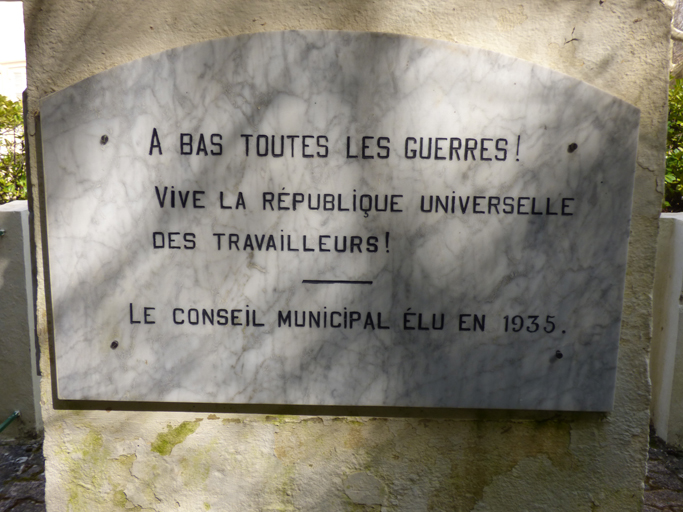 A BAS TOUTES LES GUERRES!
VIVE LA RÉPUBLIQUE UNIVERSELLE
DES TRAVAILLEURS!
LE CONSEIL MUNICIPAL ÉLU EN 1935.